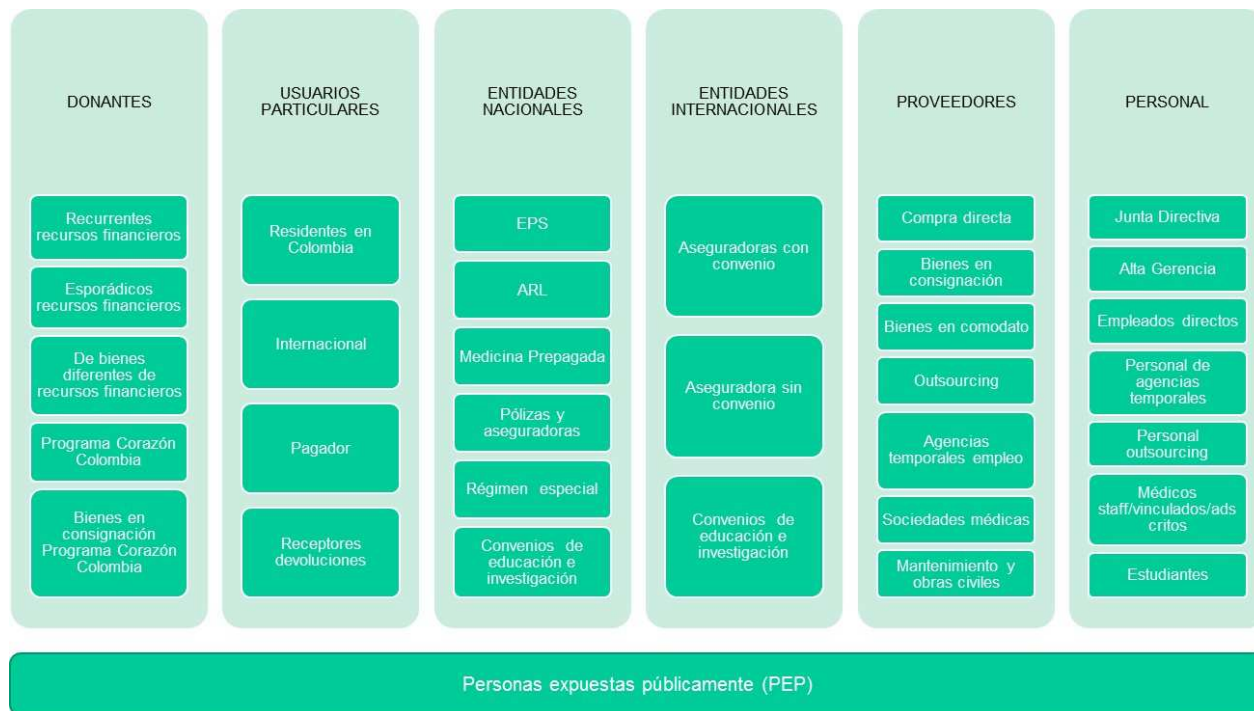 DONANTES
Recurrentes
recursos financieros
Esporádicos
recursos financieros
De bienes
diferentes de
recursos financieros
Programa Corazón
Colombia
Bienes en
consignación
Programa Corazón
Colombia
USUARIOS
PARTICULARES
Residentes en
Colombia
Internacional
Pagador
Receptores
devoluciones
ENTIDADES
NACIONALES
EPS
ARL
Medicina Prepagada
Pólizas y
aseguradoras
Régimen especial
Convenios de
educación e
investigación
ENTIDADES
INTERNACIONALES
Aseguradoras con
convenio
Aseguradora sin
convenio
Convenios de
educación e
investigación
PROVEEDORES
Compra directa
Bienes en
consignación
Bienes en comodato
Outsourcing
Agencias
temporales empleo
Sociedades médicas
Mantenimiento y
obras civiles
PERSONAL
Junta Directiva
Alta Gerencia
Empleados directos
Personal de
agencias
temporales
Personal
outsourcing
Médicos
staff/vinculados/ads
critos
Estudiantes
Personas expuestas públicamente (PEP)